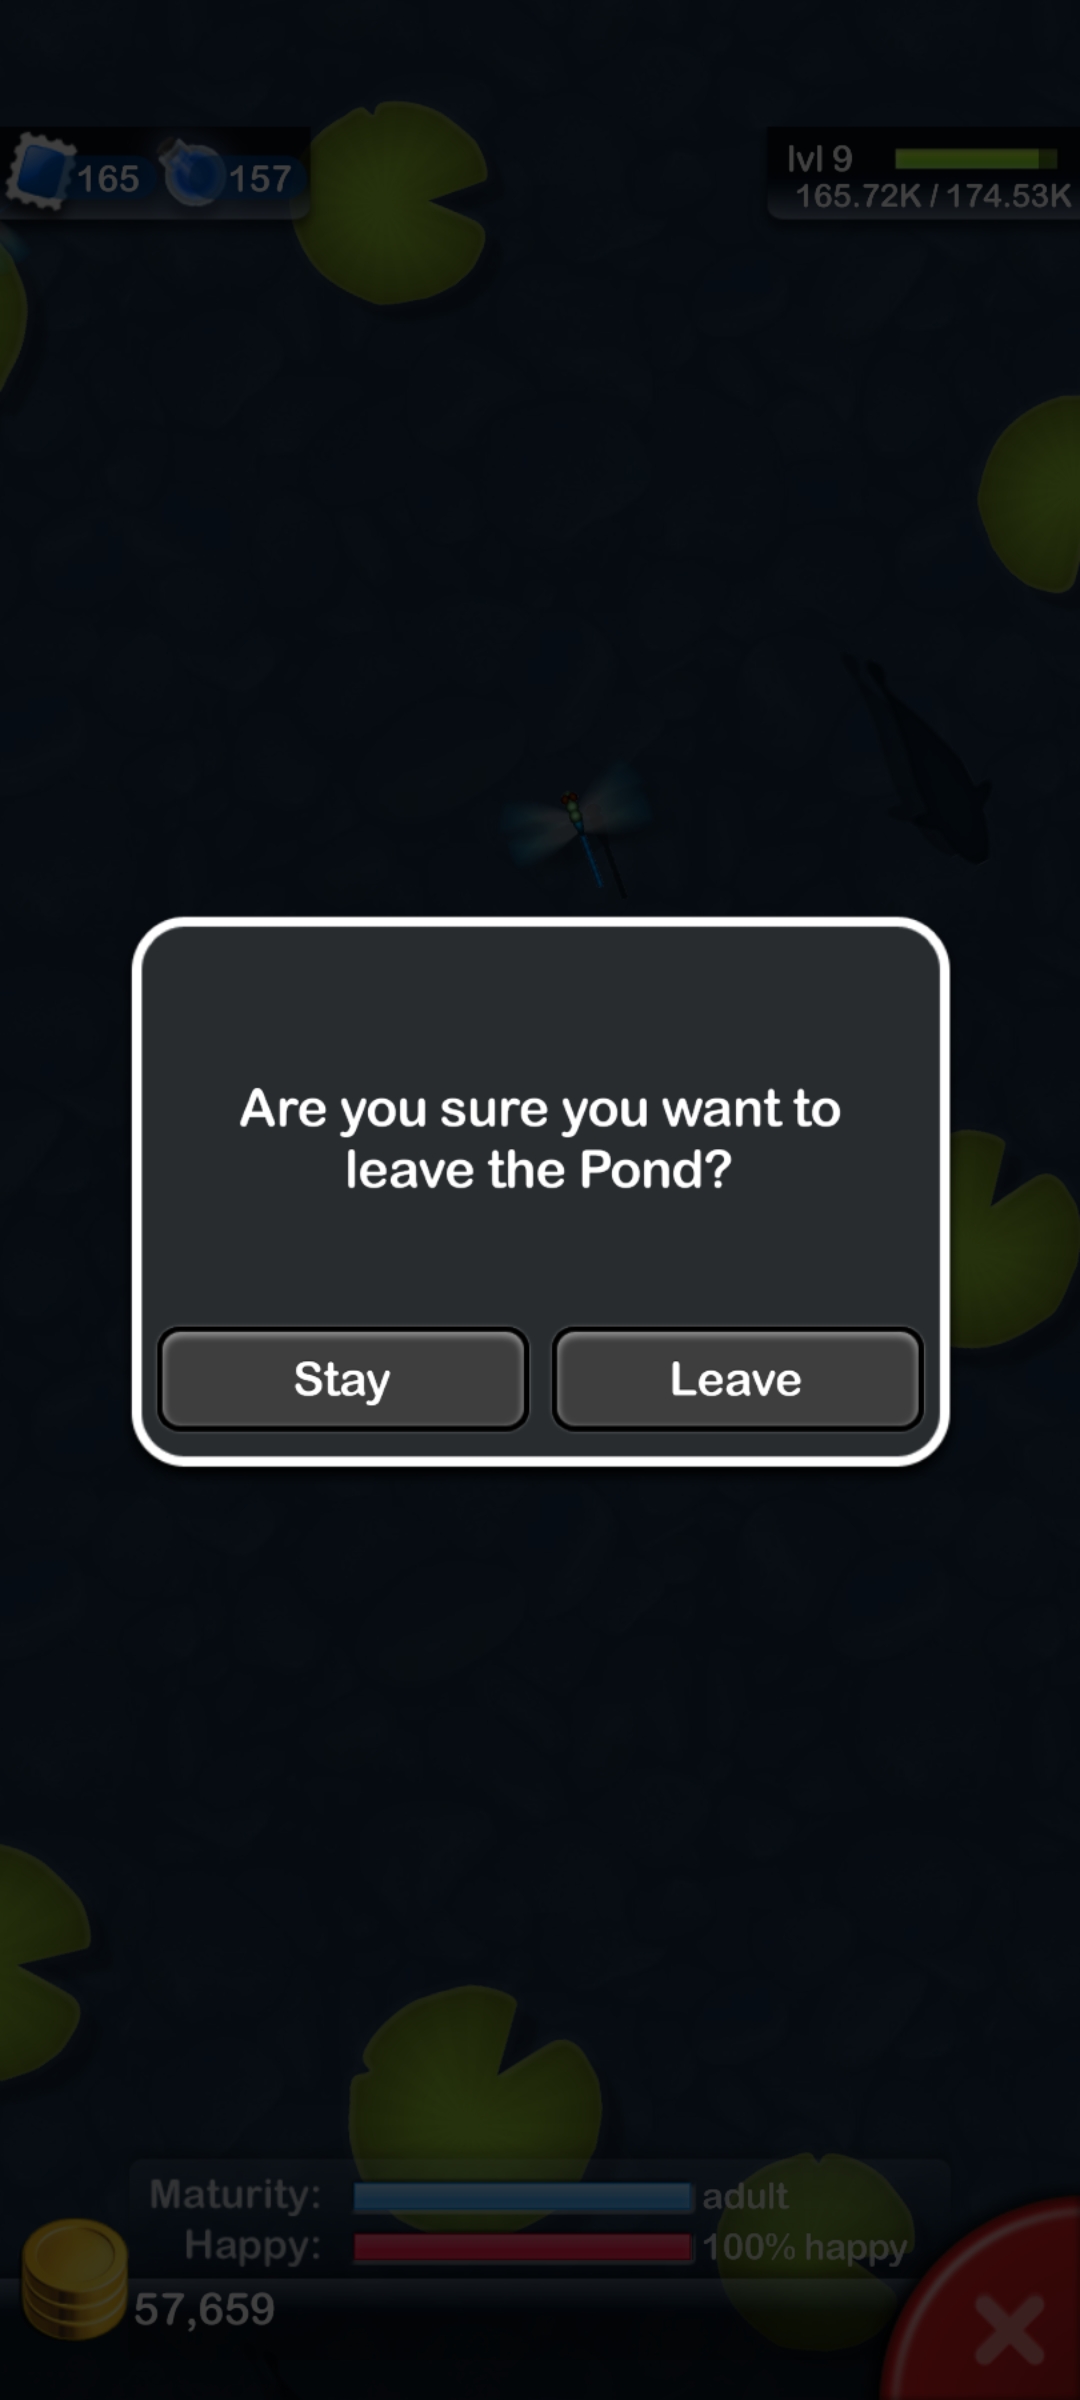 165 157
lvl 9
165.72K / 174.53K
Are you sure you want to
leave the Pond?
Stay Leave
Maturity: adult
Happy: 100% happy
57,659